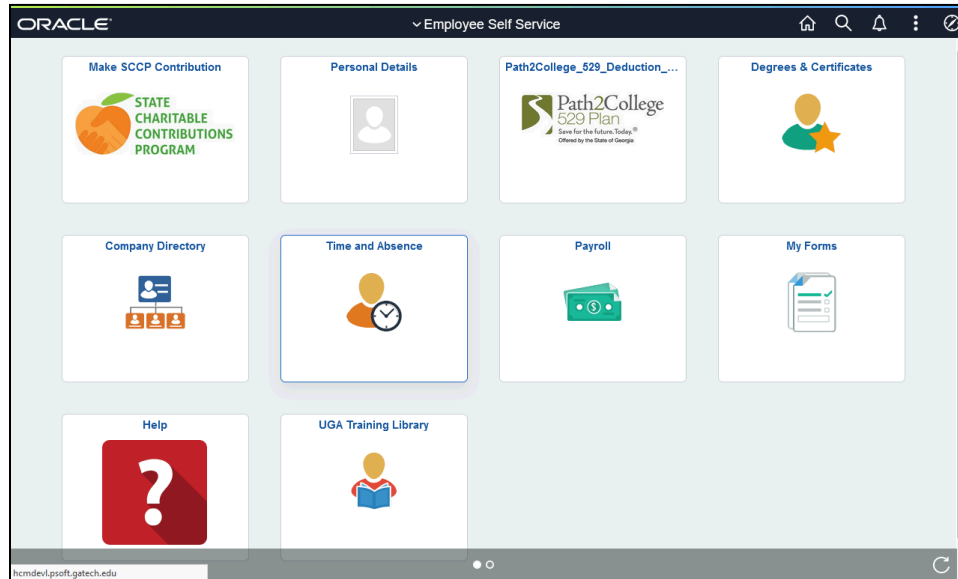 ORACLE
Employee Self Service
Make SCCP Contribution
STATE
CHARITABLE
CONTRIBUTIONS
PROGRAM
Personal Details
Path2College_529_Deduction_...
Path2College
529 Plan
Save for the future. Today.®
Offered by the State of Georgia
Degrees & Certificates
Company Directory
Time and Absence
Payroll
$
My Forms
Help
?
UGA Training Library
hcmdevl.psoft.gatech.edu